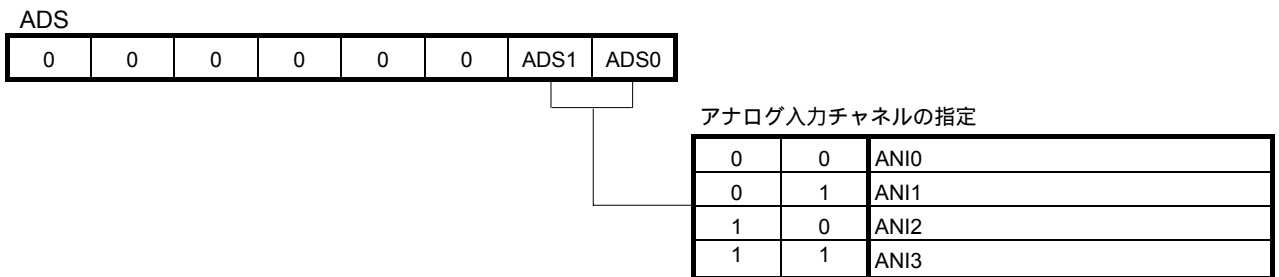 ADS
0 0 0 0 0 0 ADS1 ADS0
アナログ入力チャネルの指定
0 0 ANI0
0 1 ANI1
1 0 ANI2
1 1 ANI3